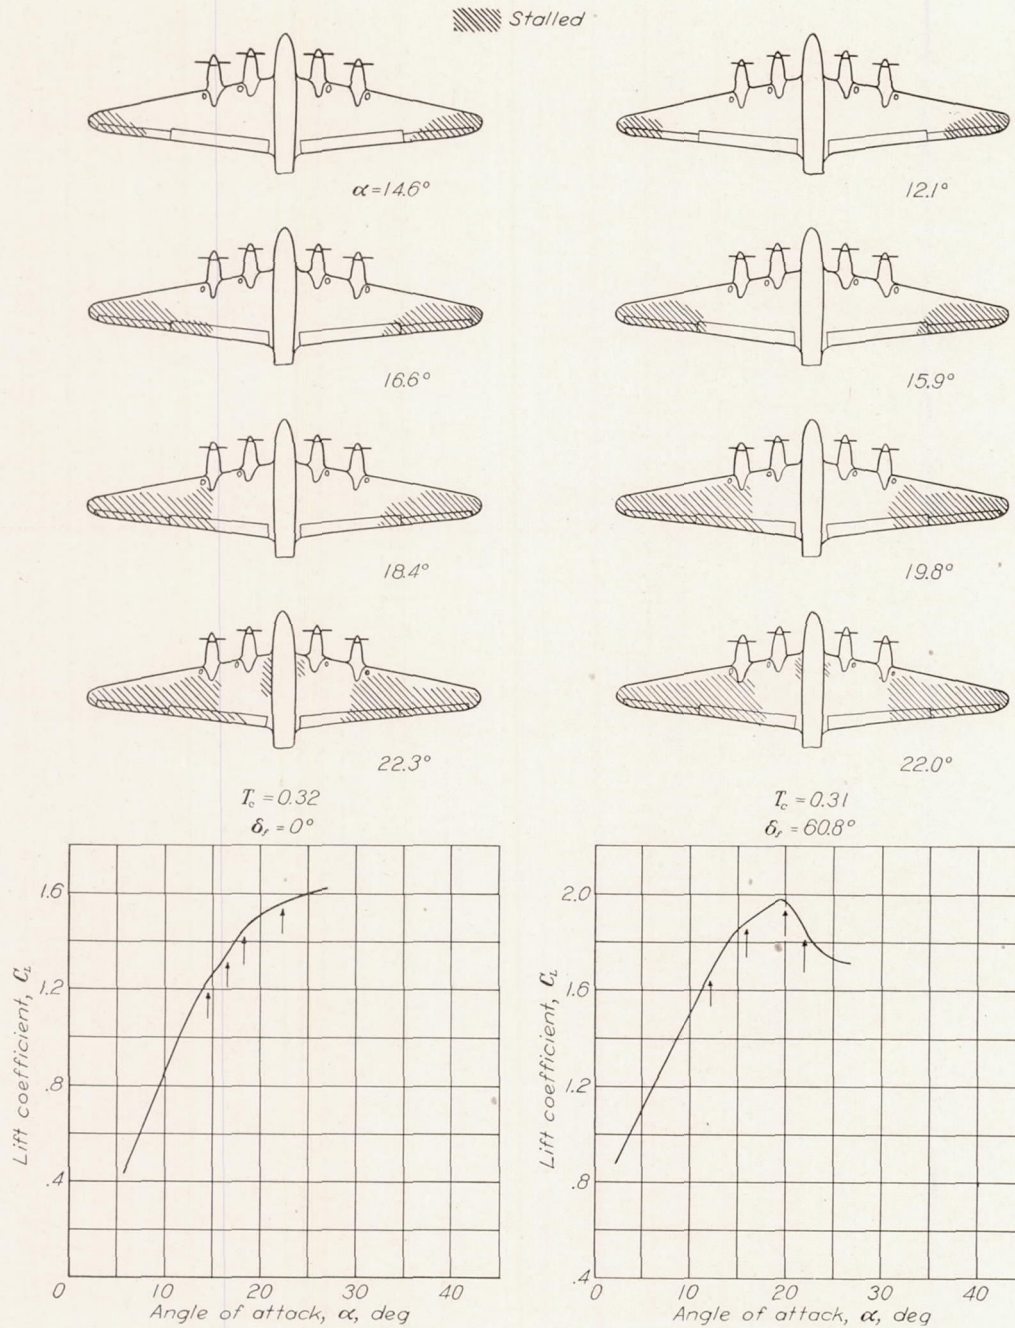 Stalled
α=14.6°
12.1°
16.6°
15.9°
18.4°
19.8°
22.3°
22.0°
T_c=0.32
δ_f=0°
T_c=0.31
δ_f=60.8°
Lift coefficient, C_L
1.6
1.2
.8
.4
0 10 20 30 40
Angle of attack, α, deg
Lift coefficient, C_L
2.0
1.6
1.2
.8
.4
0 10 20 30 40
Angle of attack, α, deg